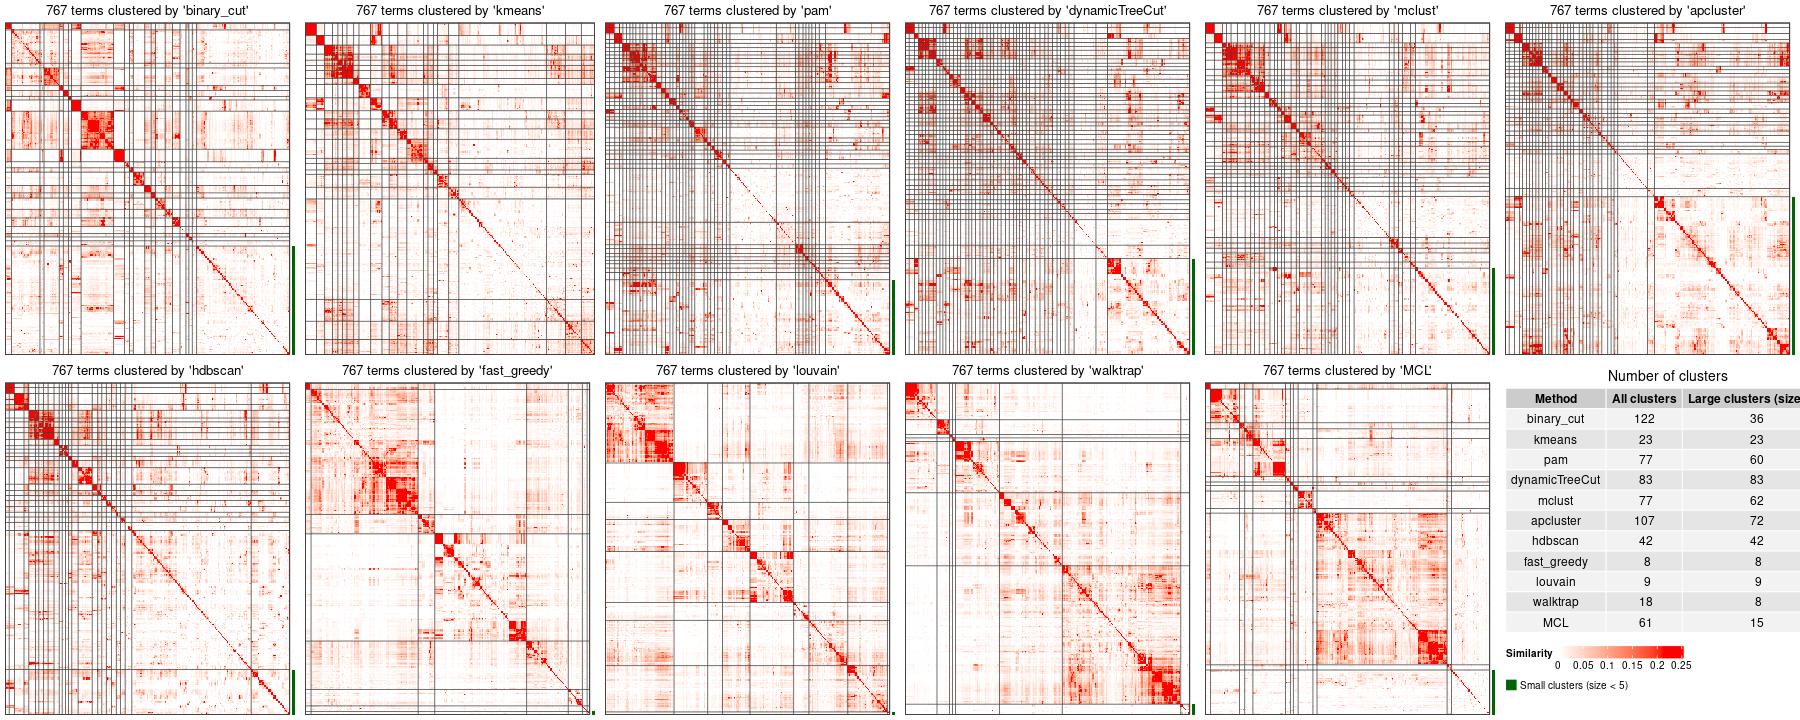 767 terms clustered by 'binary_cut'
767 terms clustered by 'kmeans'
767 terms clustered by 'pam'
767 terms clustered by 'dynamicTreeCut'
767 terms clustered by 'mclust'
767 terms clustered by 'apcluster'
767 terms clustered by 'hdbscan'
767 terms clustered by 'fast_greedy'
767 terms clustered by 'louvain'
767 terms clustered by 'walktrap'
767 terms clustered by 'MCL'
Number of clusters
Method All clusters Large clusters (size
binary_cut 122 36
kmeans 23 23
pam 77 60
dynamicTreeCut 83 83
mclust 77 62
apcluster 107 72
hdbscan 42 42
fast_greedy 8 8
louvain 9 9
walktrap 18 8
MCL 61 15
Similarity
0 0.05 0.1 0.15 0.2 0.25
Small clusters (size < 5)